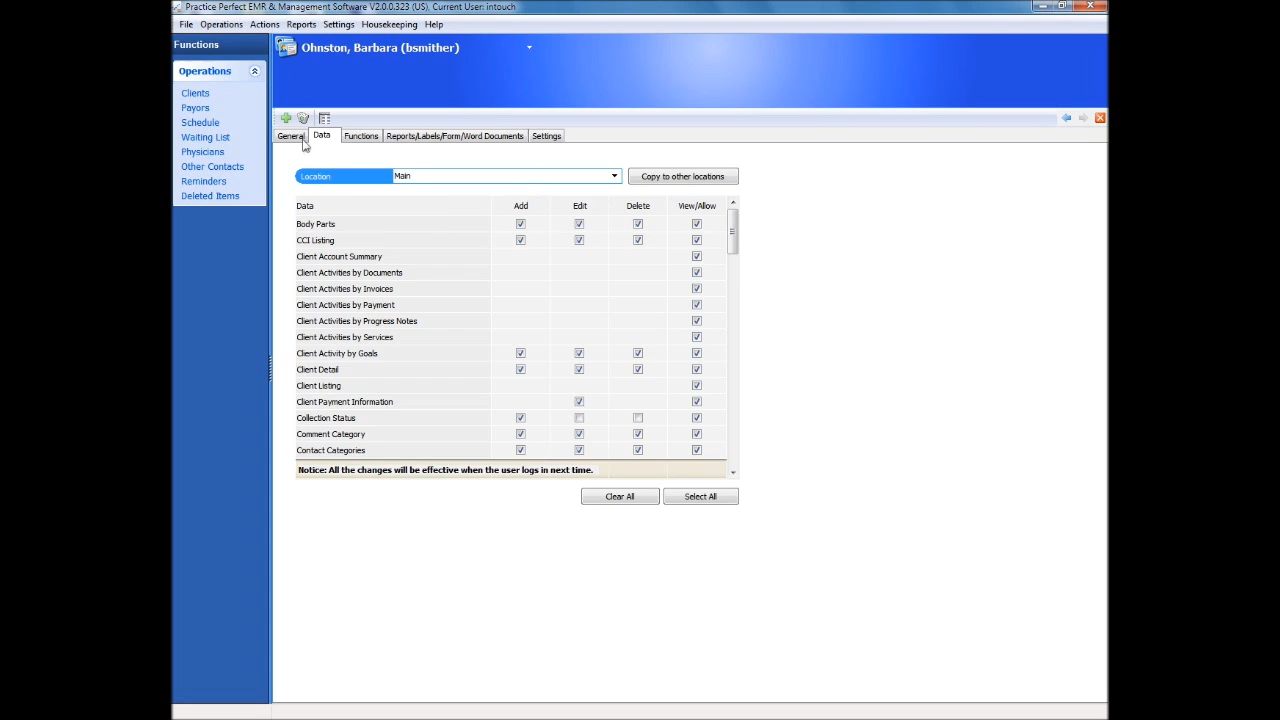 Practice Perfect EMR & Management Software V2.0.0.323 (US), Current User: intouch
File Operations Actions Reports Settings Housekeeping Help
Functions
Operations
Clients
Payors
Schedule
Waiting List
Physicians
Other Contacts
Reminders
Deleted Items
Ohnston, Barbara (bsmither)
General Data Functions Reports/Labels/Form/Word Documents Settings
Location Main Copy to other locations
Data Add Edit Delete View/Allow
Body Parts
CCI Listing
Client Account Summary
Client Activities by Documents
Client Activities by Invoices
Client Activities by Payment
Client Activities by Progress Notes
Client Activities by Services
Client Activity by Goals
Client Detail
Client Listing
Client Payment Information
Collection Status
Comment Category
Contact Categories
Notice: All the changes will be effective when the user logs in next time.
Clear All Select All